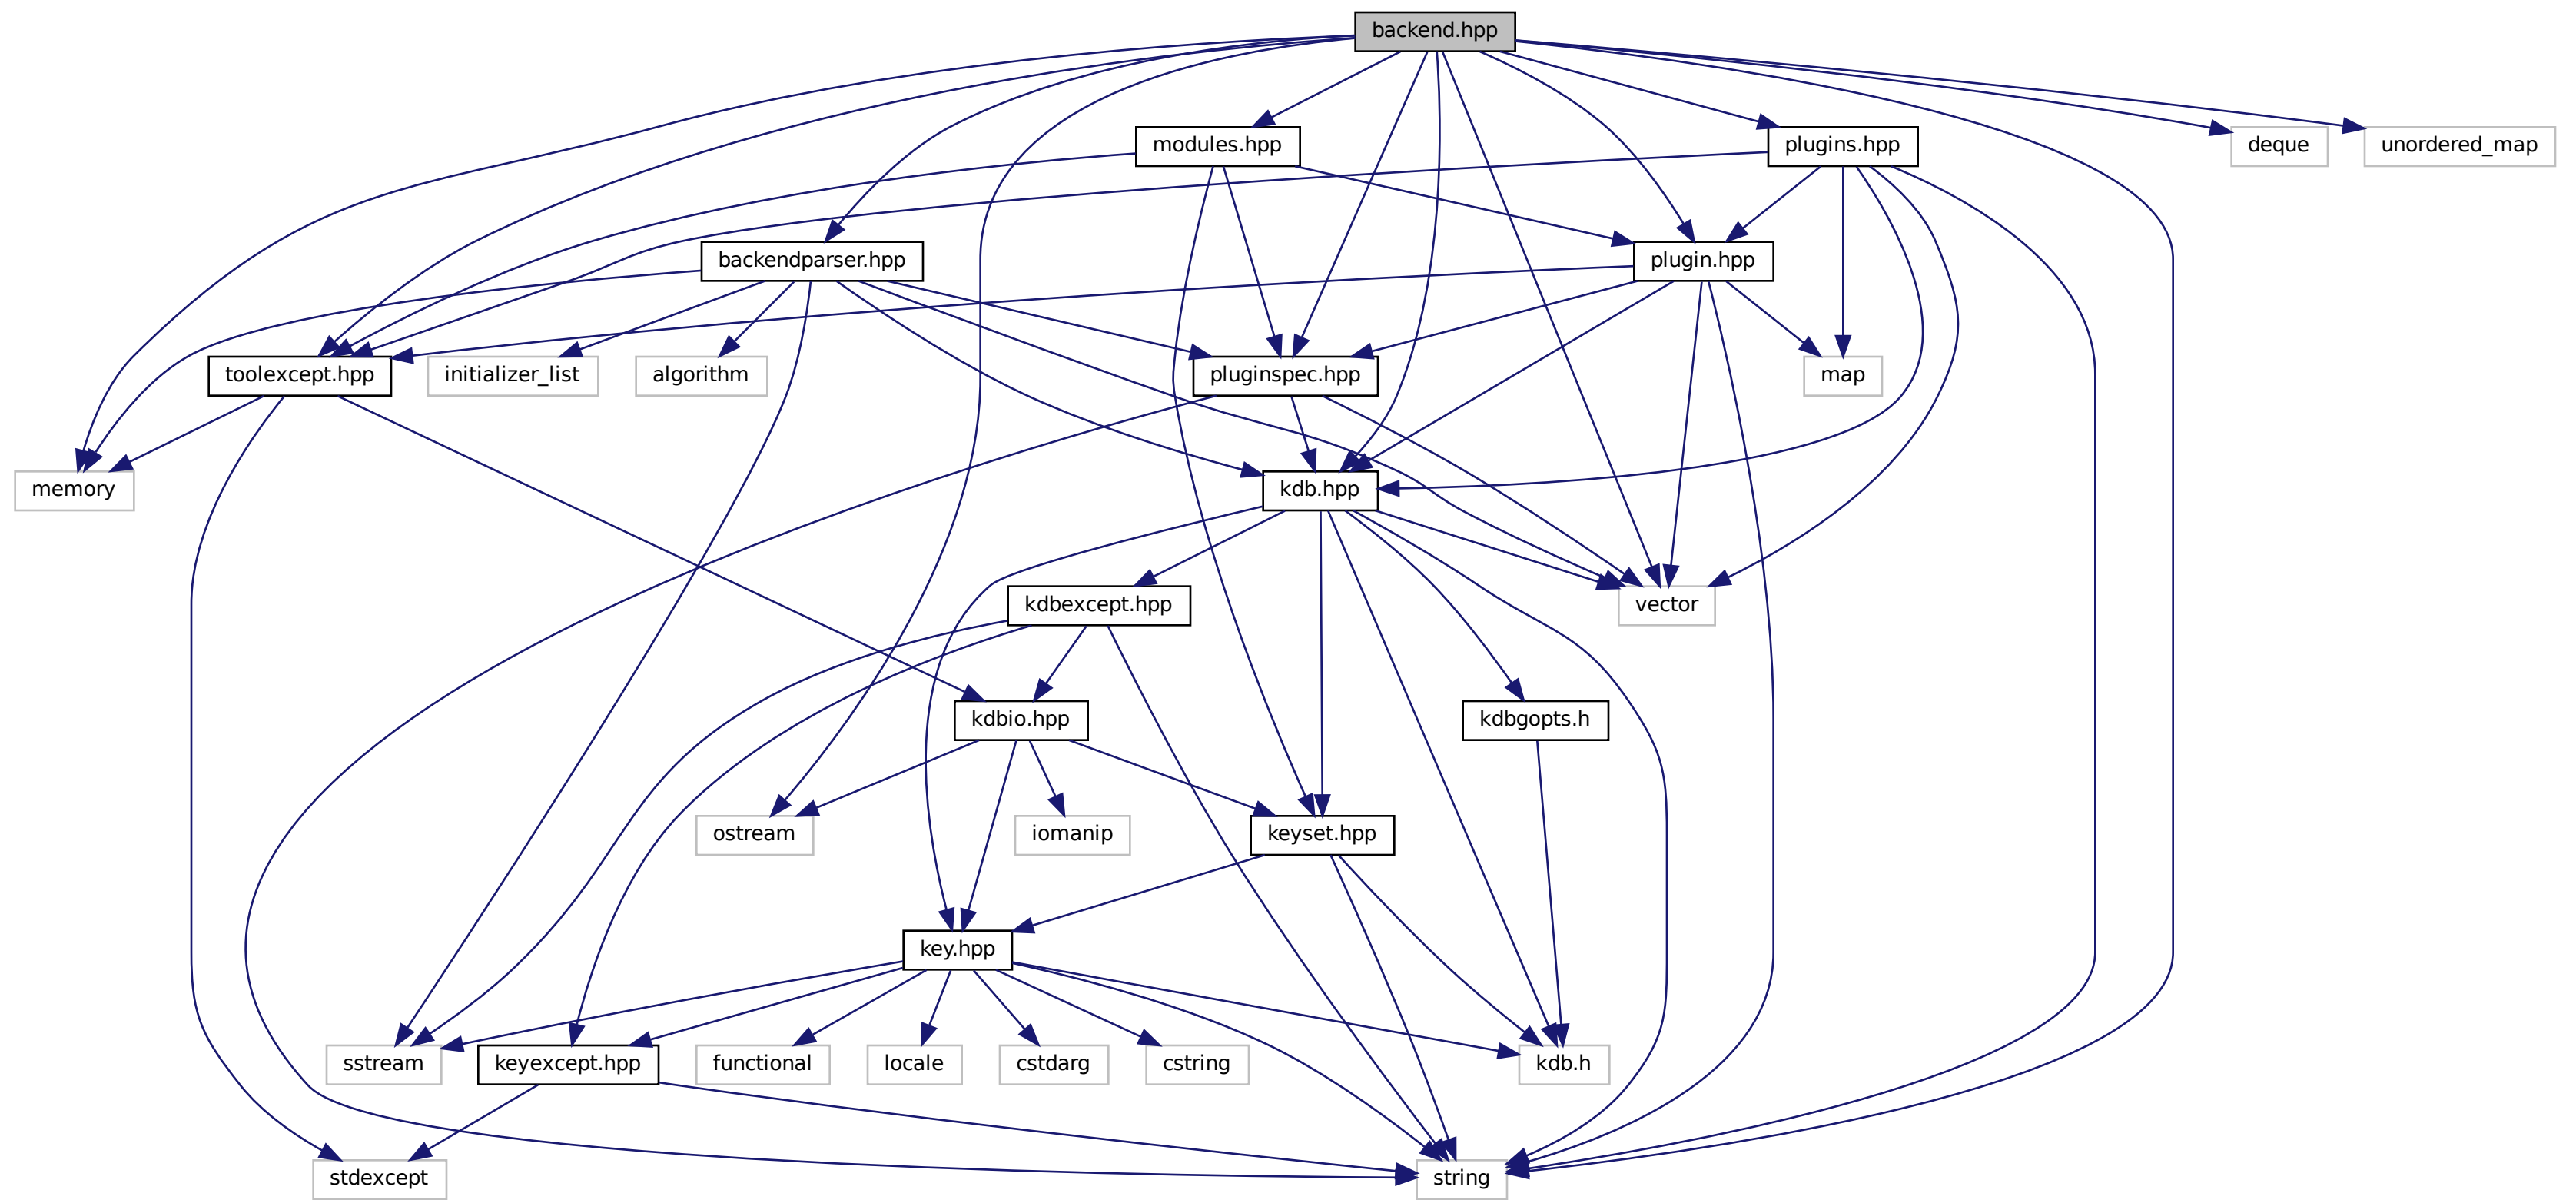 backend.hpp
modules.hpp
plugins.hpp
deque
unordered_map
backendparser.hpp
plugin.hpp
toolexcept.hpp
initializer_list
algorithm
pluginspec.hpp
map
memory
kdb.hpp
kdbexcept.hpp
vector
kdbio.hpp
kdbgopts.h
ostream
iomanip
keyset.hpp
key.hpp
sstream
keyexcept.hpp
functional
locale
cstdarg
cstring
kdb.h
stdexcept
string